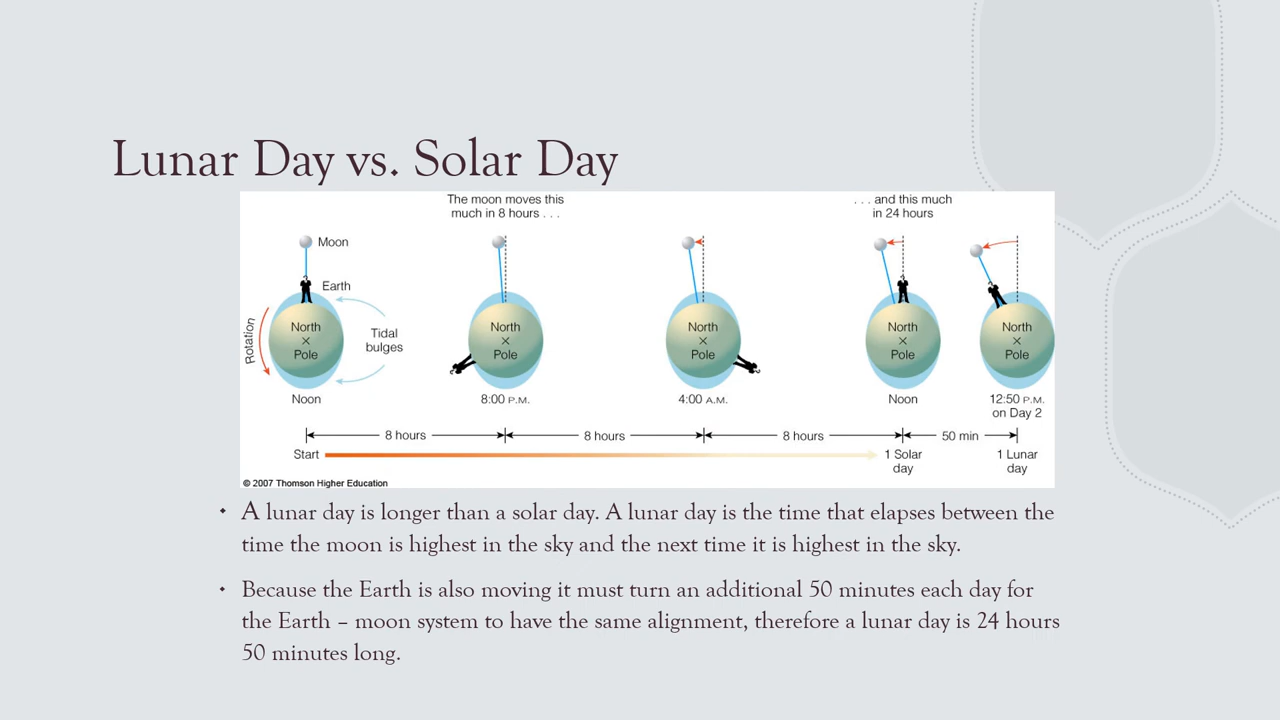 Lunar Day vs. Solar Day
The moon moves this
much in 8 hours . . .
. . . and this much
in 24 hours
Moon
Earth
Rotation
Tidal
bulges
North
×
Pole
North
×
Pole
North
×
Pole
North
×
Pole
North
×
Pole
Noon
8:00 P.M.
4:00 A.M.
Noon
12:50 P.M.
on Day 2
8 hours
8 hours
8 hours
50 min
Start
1 Solar
day
1 Lunar
day
© 2007 Thomson Higher Education
• A lunar day is longer than a solar day. A lunar day is the time that elapses between the
time the moon is highest in the sky and the next time it is highest in the sky.
• Because the Earth is also moving it must turn an additional 50 minutes each day for
the Earth – moon system to have the same alignment, therefore a lunar day is 24 hours
50 minutes long.